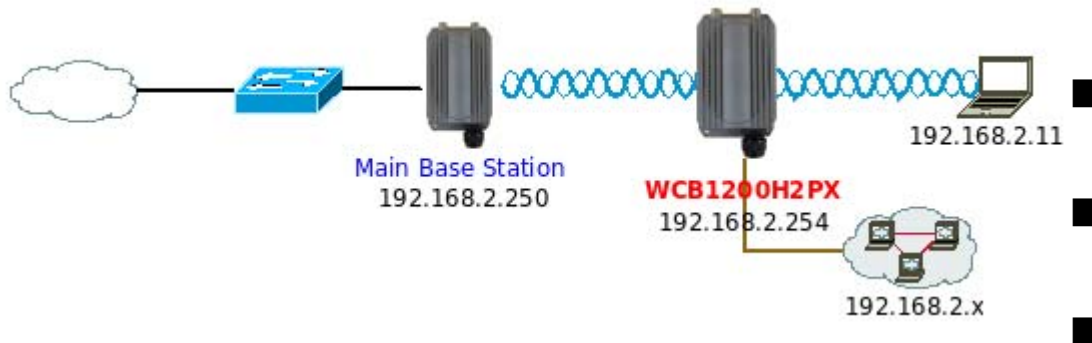 Main Base Station
192.168.2.250
WCB1200H2PX
192.168.2.254
192.168.2.11
192.168.2.x